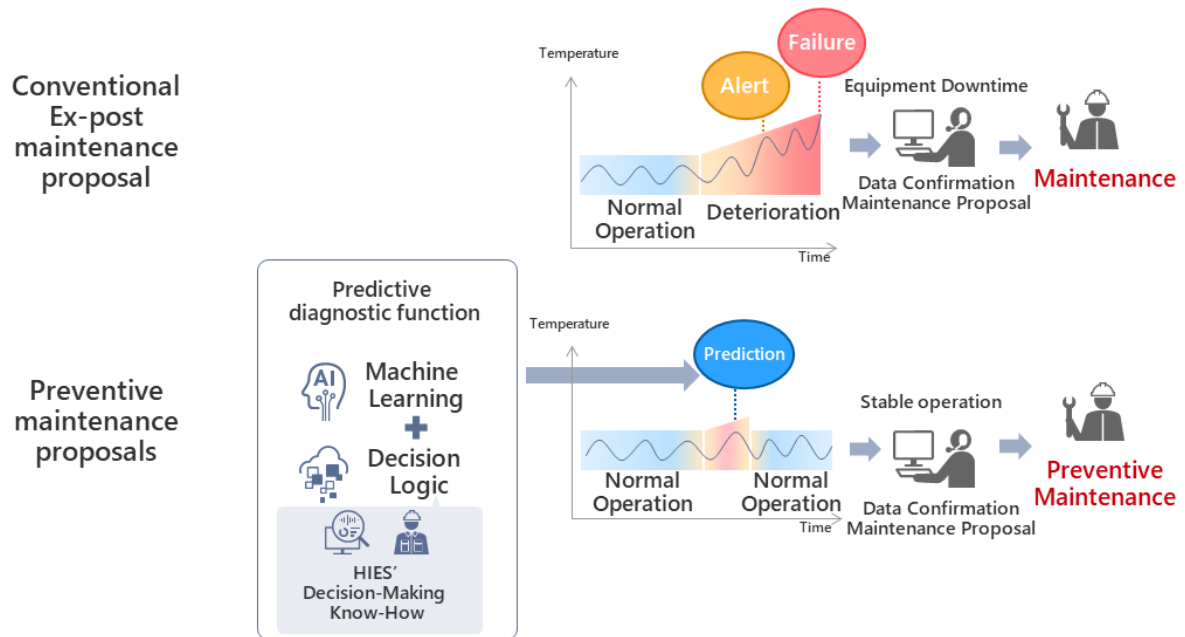 Conventional
Ex-post
maintenance
proposal
Temperature
Alert
Failure
Normal
Operation
Deterioration
Time
Equipment Downtime
Data Confirmation
Maintenance Proposal
Maintenance
Preventive
maintenance
proposals
Predictive
diagnostic function
AI
Machine
Learning
Decision
Logic
HIES'
Decision-Making
Know-How
Temperature
Prediction
Normal
Operation
Normal
Operation
Time
Stable operation
Data Confirmation
Maintenance Proposal
Preventive
Maintenance